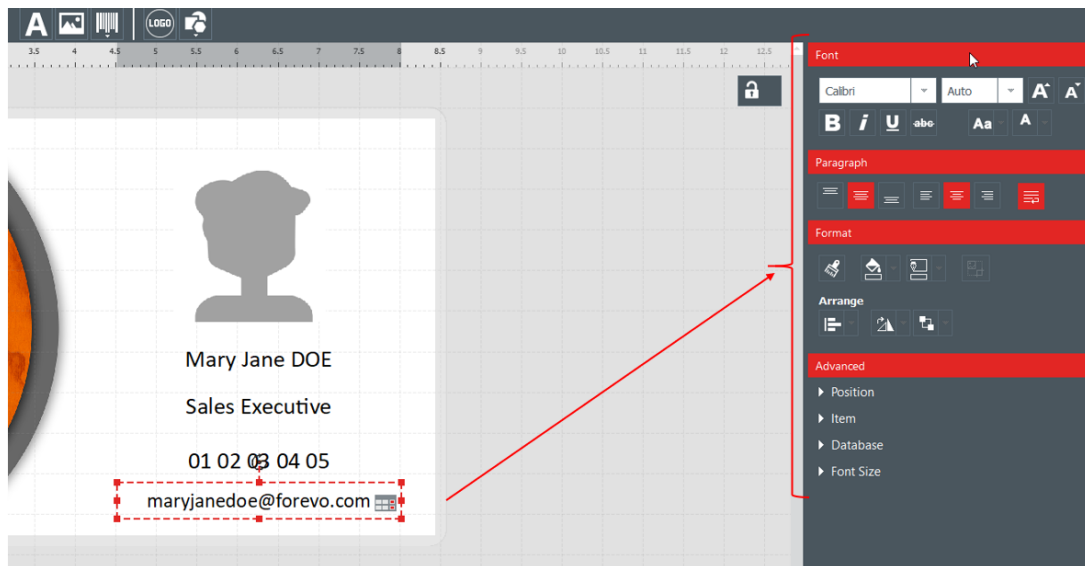 A LOGO
3.5 4 4.5 5 5.5 6 6.5 7 7.5 8 8.5 9 9.5 10 10.5 11 11.5 12 12.5
Font
Calibri Auto A A
B i U abc Aa A
Paragraph
Format
Arrange
Advanced
Position
Item
Database
Font Size
Mary Jane DOE
Sales Executive
01 02 03 04 05
maryjanedoe@forevo.com